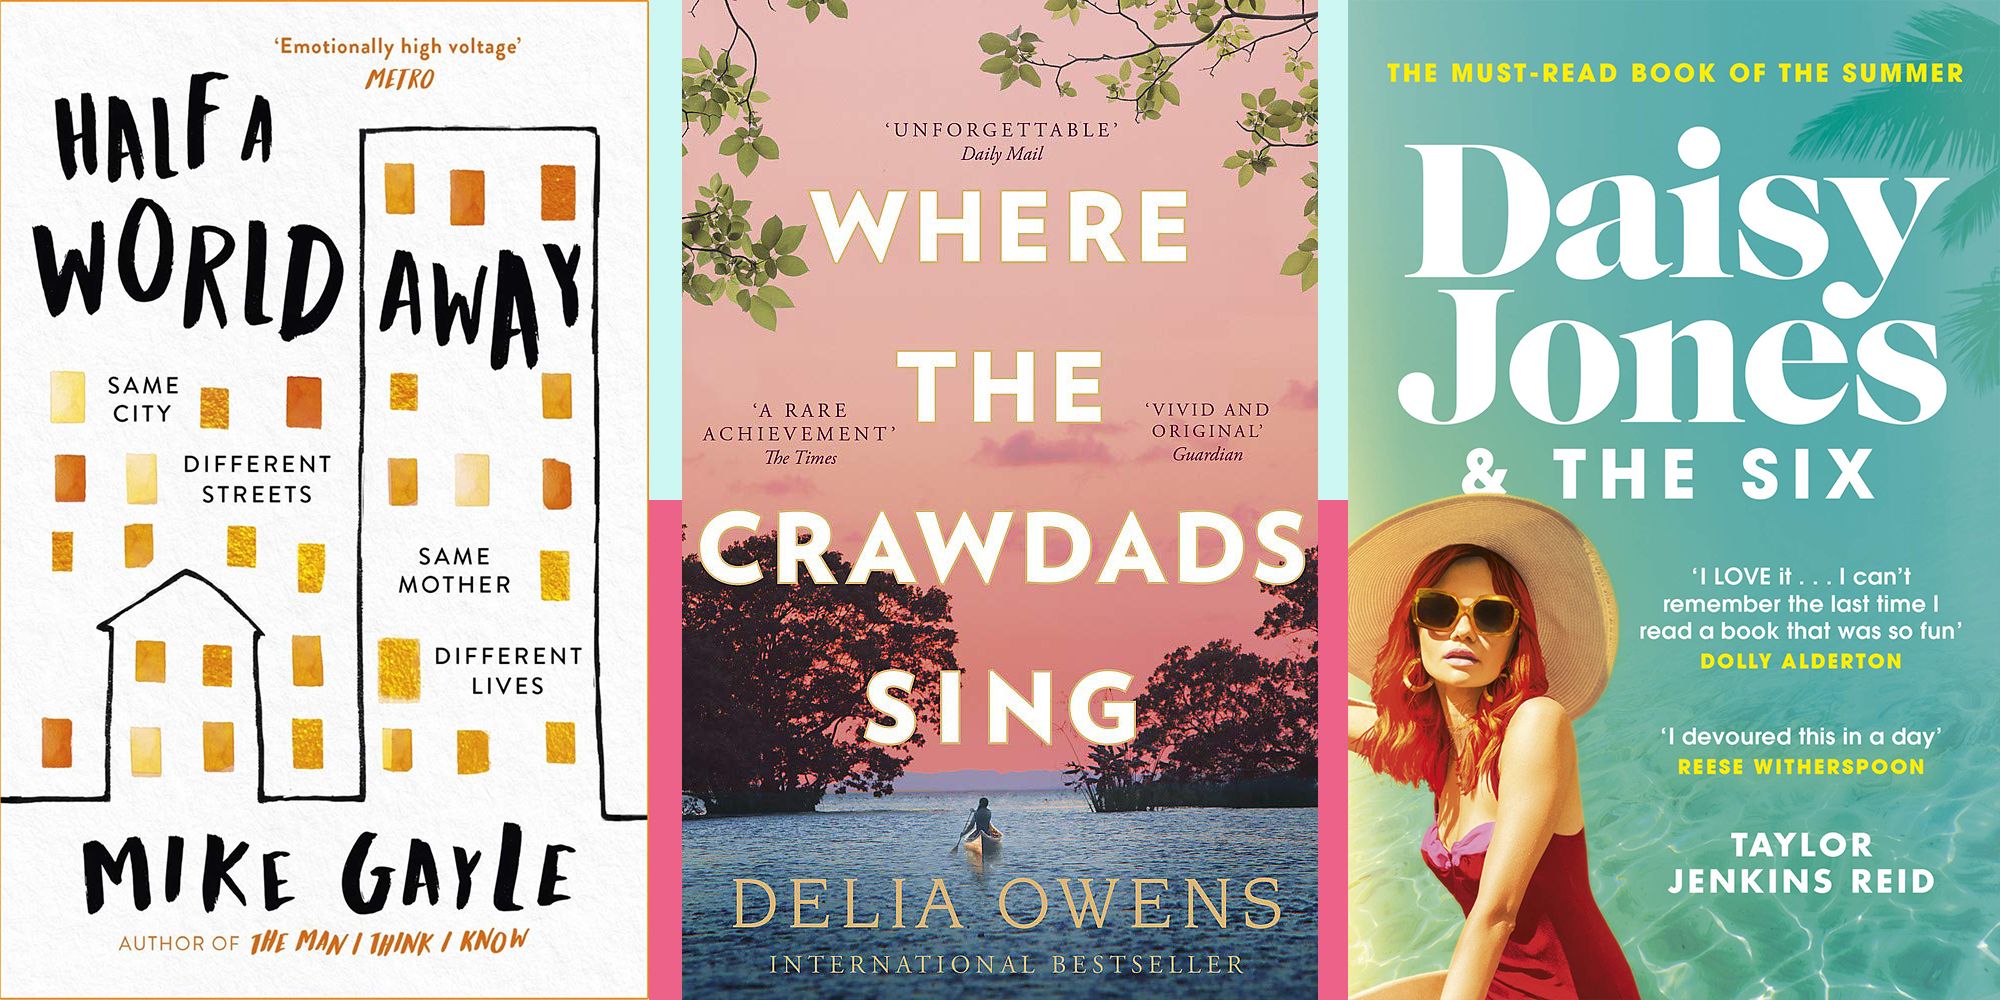 ‘Emotionally high voltage’
METRO
HALF A
WORLD AWAY
SAME
CITY
DIFFERENT
STREETS
SAME
MOTHER
DIFFERENT
LIVES
MIKE GAYLE
AUTHOR OF THE MAN I THINK I KNOW
‘UNFORGETTABLE’
Daily Mail
WHERE
THE
‘A RARE
ACHIEVEMENT’
The Times
‘VIVID AND
ORIGINAL’
Guardian
CRAWDADS
SING
DELIA OWENS
INTERNATIONAL BESTSELLER
THE MUST-READ BOOK OF THE SUMMER
Daisy
Jones
& THE SIX
‘I LOVE it . . . I can’t
remember the last time I
read a book that was so fun’
DOLLY ALDERTON
‘I devoured this in a day’
REESE WITHERSPOON
TAYLOR
JENKINS REID